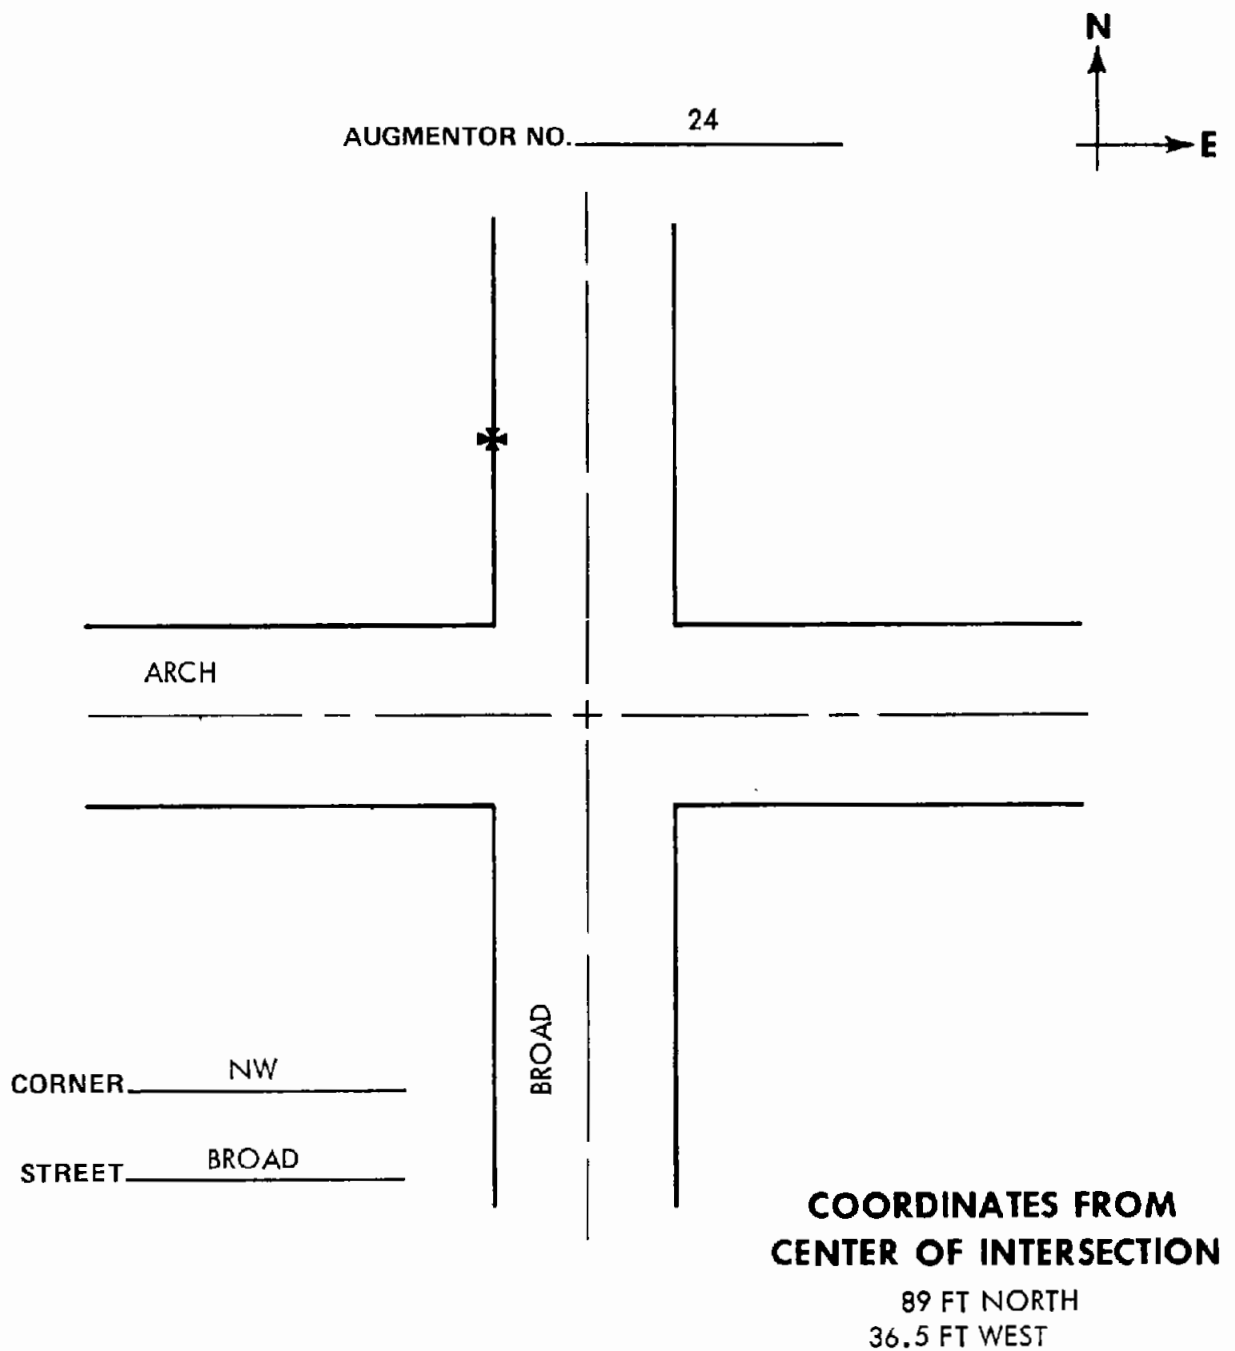 N
AUGMENTOR NO. 24
E
ARCH
BROAD
CORNER NW
STREET BROAD
COORDINATES FROM
CENTER OF INTERSECTION
89 FT NORTH
36.5 FT WEST